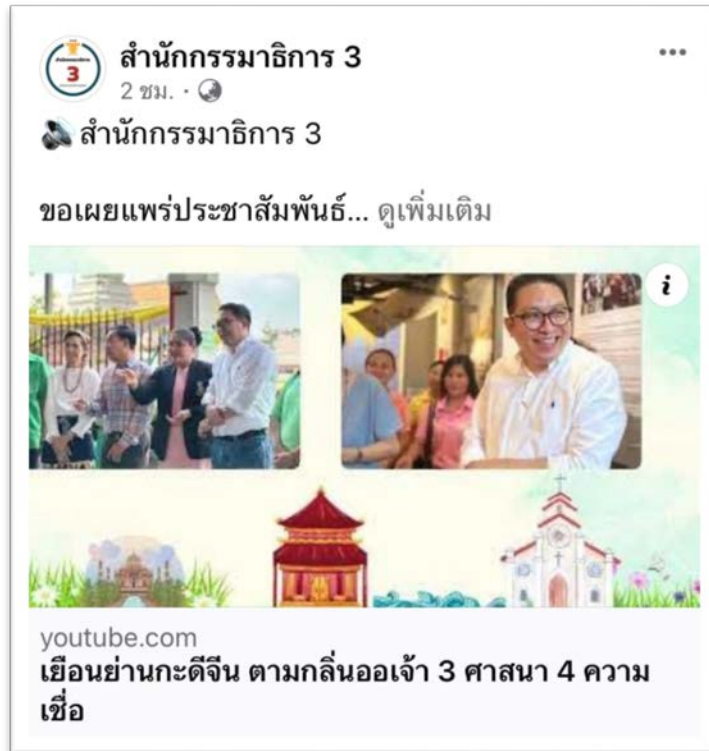 สำนักกรรมาธิการ 3
2 ชม.
สำนักกรรมาธิการ 3
ขอเผยแพร่ประชาสัมพันธ์... ดูเพิ่มเติม
youtube.com
เยือนย่านกะดีจีน ตามกลิ่นออเจ้า 3 ศาสนา 4 ความ
เชื่อ
3
i